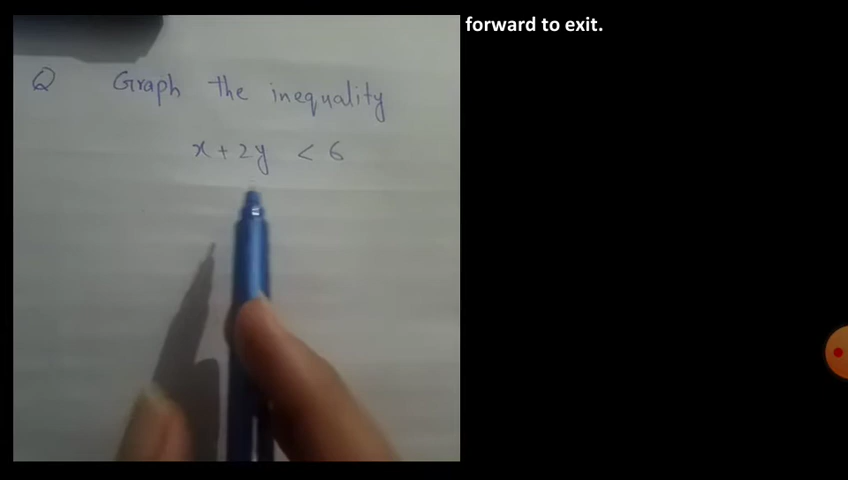 forward to exit.
Q Graph the inequality
x + 2y < 6